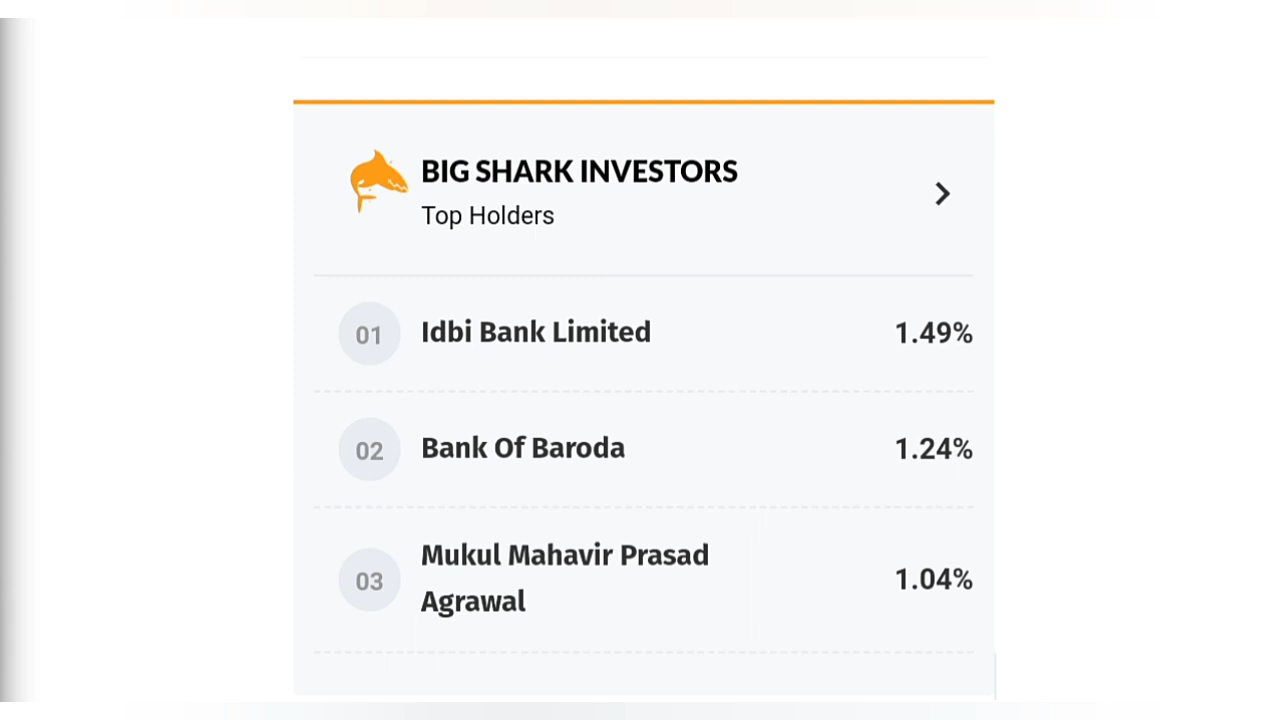 BIG SHARK INVESTORS
Top Holders
01 Idbi Bank Limited 1.49%
02 Bank Of Baroda 1.24%
03 Mukul Mahavir Prasad
Agrawal 1.04%